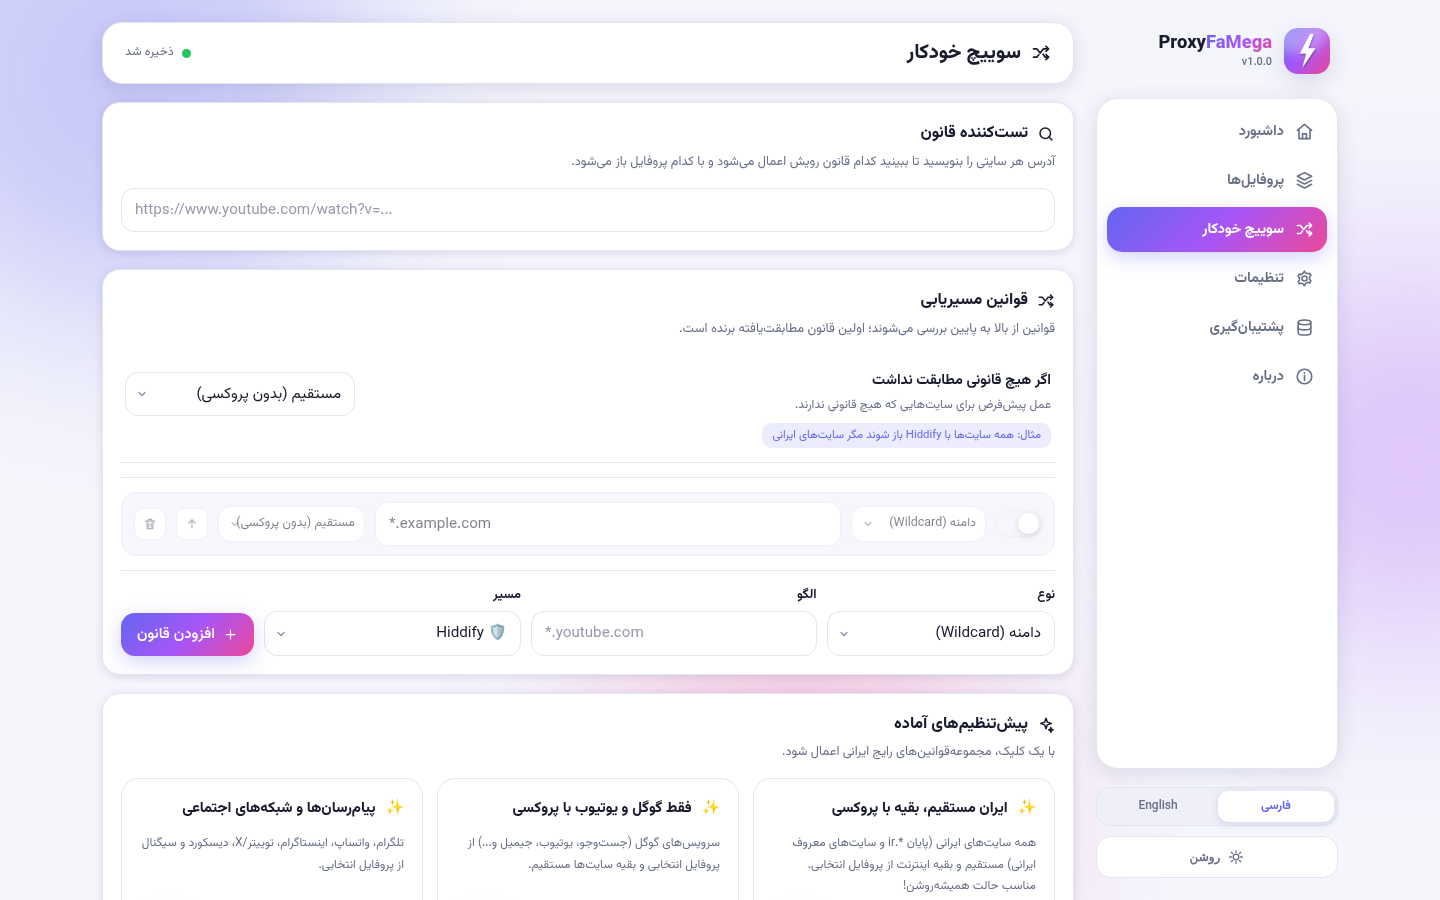 ProxyFaMega
v1.0.0
داشبورد
پروفایل‌ها
سوییچ خودکار
تنظیمات
پشتیبان‌گیری
درباره
فارسی
English
روشن
سوییچ خودکار
ذخیره شد
تست‌کننده قانون
آدرس هر سایتی را بنویسید تا ببینید کدام قانون رویش اعمال می‌شود و با کدام پروفایل باز می‌شود.
https://www.youtube.com/watch?v=...
قوانین مسیریابی
قوانین از بالا به پایین بررسی می‌شوند؛ اولین قانون مطابقت‌یافته برنده است.
اگر هیچ قانونی مطابقت نداشت
عمل پیش‌فرض برای سایت‌هایی که هیچ قانونی ندارند.
مثال: همه سایت‌ها با Hiddify باز شوند مگر سایت‌های ایرانی
مستقیم (بدون پروکسی)
دامنه (Wildcard)
*.example.com
مستقیم (بدون پروکسی)
نوع
الگو
مسیر
دامنه (Wildcard)
*.youtube.com
🛡️ Hiddify
افزودن قانون
پیش‌تنظیم‌های آماده
با یک کلیک، مجموعه‌قوانین‌های رایج ایرانی اعمال شود.
✨ ایران مستقیم، بقیه با پروکسی
همه سایت‌های ایرانی (پایان *.ir و سایت‌های معروف
ایرانی) مستقیم و بقیه اینترنت از پروفایل انتخابی.
مناسب حالت همیشه‌روشن!
✨ فقط گوگل و یوتیوب با پروکسی
سرویس‌های گوگل (جست‌وجو، یوتیوب، جیمیل و...) از
پروفایل انتخابی و بقیه سایت‌ها مستقیم.
✨ پیام‌رسان‌ها و شبکه‌های اجتماعی
تلگرام، واتساپ، اینستاگرام، توییتر/X، دیسکورد و سیگنال
از پروفایل انتخابی.